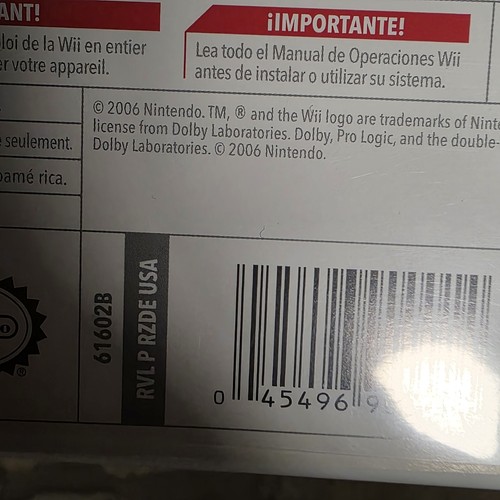 ANT!
loi de la Wii en entier
er votre appareil.
¡IMPORTANTE!
Lea todo el Manual de Operaciones Wii
antes de instalar o utilizar su sistema.
seulement.
oamé rica.
© 2006 Nintendo. TM, ® and the Wii logo are trademarks of Ninte
license from Dolby Laboratories. Dolby, Pro Logic, and the double-
Dolby Laboratories. © 2006 Nintendo.
®
61602B
RVL P RZDE USA
0 45496 9